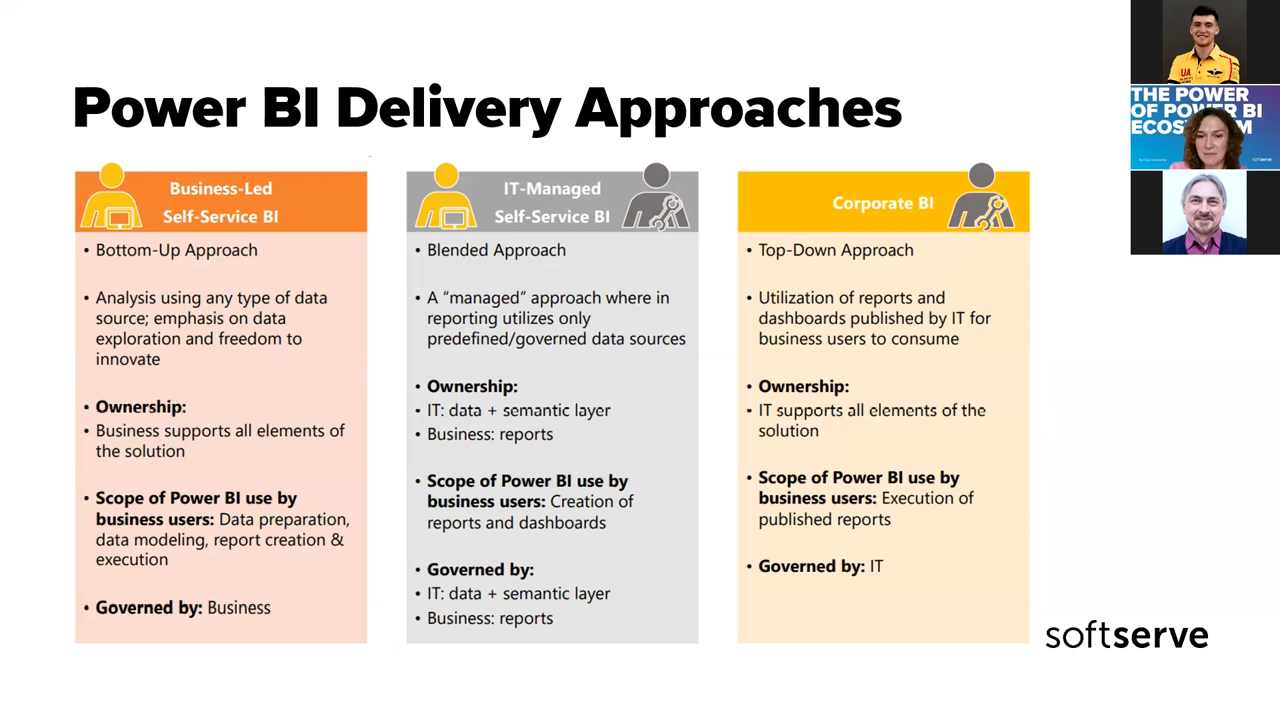 Power BI Delivery Approaches
Business-Led
Self-Service BI
• Bottom-Up Approach
• Analysis using any type of data
source; emphasis on data
exploration and freedom to
innovate
• Ownership:
• Business supports all elements of
the solution
• Scope of Power BI use by
business users: Data preparation,
data modeling, report creation &
execution
• Governed by: Business
IT-Managed
Self-Service BI
• Blended Approach
• A “managed” approach where in
reporting utilizes only
predefined/governed data sources
• Ownership:
• IT: data + semantic layer
• Business: reports
• Scope of Power BI use by
business users: Creation of
reports and dashboards
• Governed by:
• IT: data + semantic layer
• Business: reports
Corporate BI
• Top-Down Approach
• Utilization of reports and
dashboards published by IT for
business users to consume
• Ownership:
• IT supports all elements of the
solution
• Scope of Power BI use by
business users: Execution of
published reports
• Governed by: IT
softserve
UA
THE POWER
OF POWER BI
softserve